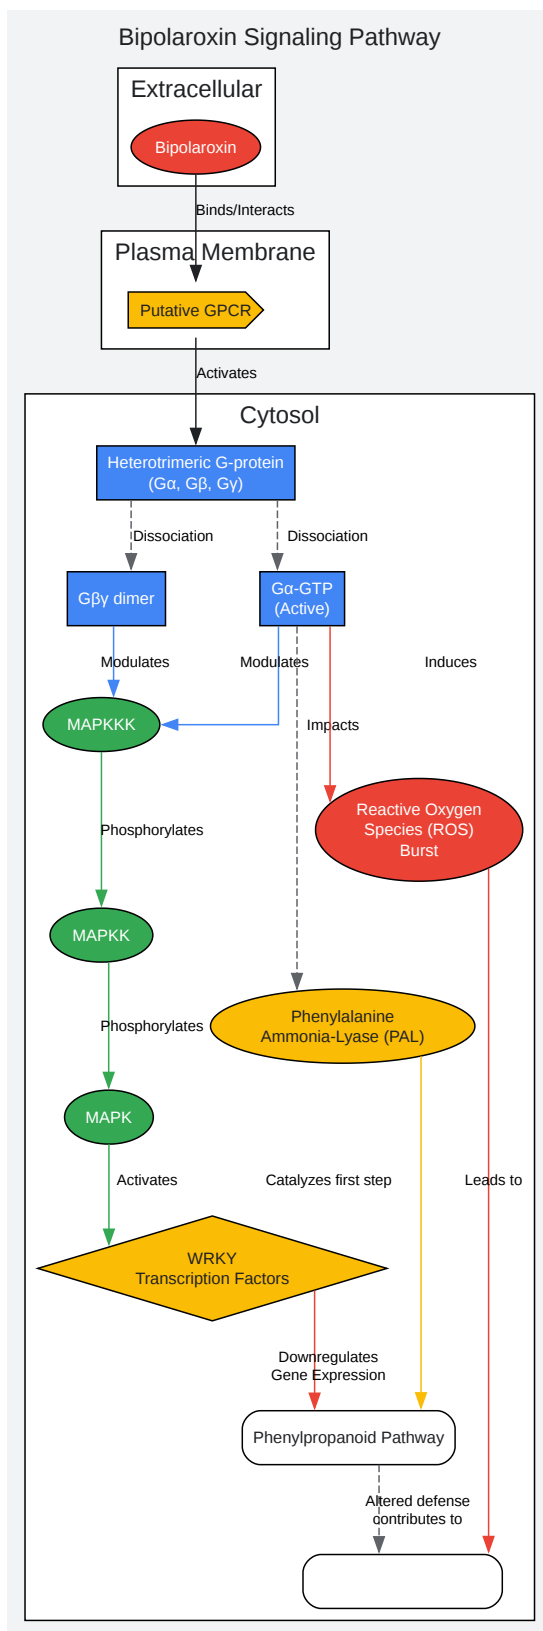 Bipolaroxin Signaling Pathway
Extracellular
Bipolaroxin
Binds/Interacts
Plasma Membrane
Putative GPCR
Activates
Cytosol
Heterotrimeric G-protein
(Gα, Gβ, Gγ)
Dissociation
Dissociation
Gβγ dimer
Gα-GTP
(Active)
Modulates
Modulates
Induces
MAPKKK
Impacts
Reactive Oxygen
Species (ROS)
Burst
Phosphorylates
MAPKK
Phenylalanine
Ammonia-Lyase (PAL)
Phosphorylates
MAPK
Activates
Catalyzes first step
Leads to
WRKY
Transcription Factors
Downregulates
Gene Expression
Phenylpropanoid Pathway
Altered defense
contributes to